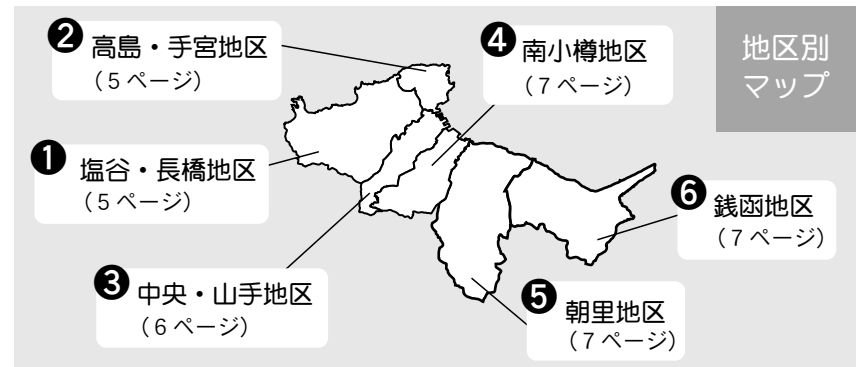 地区別
マップ
❶ 塩谷・長橋地区
（5ページ）
❷ 高島・手宮地区
（5ページ）
❸ 中央・山手地区
（6ページ）
❹ 南小樽地区
（7ページ）
❺ 朝里地区
（7ページ）
❻ 銭函地区
（7ページ）